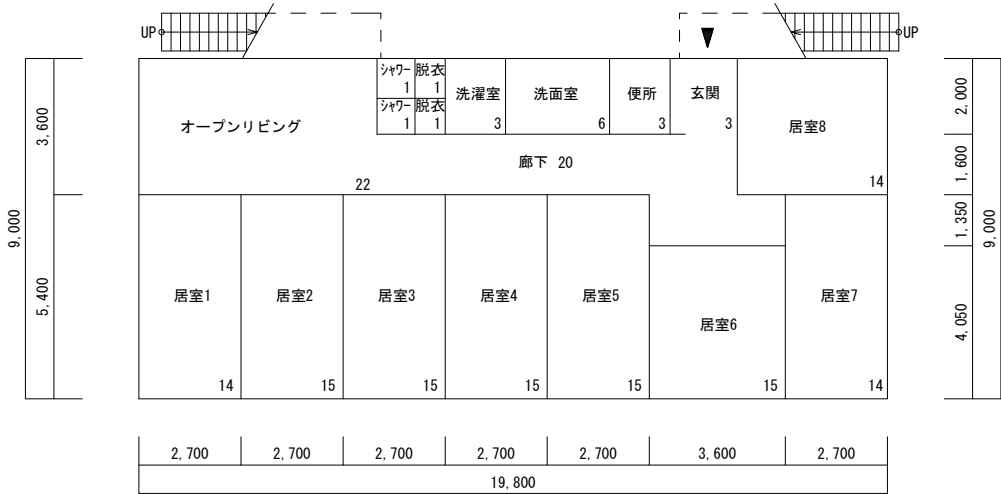 UP
UP
シャワー
1
脱衣
1
シャワー
1
脱衣
1
洗濯室
3
洗面室
6
便所
3
玄関
3
オープンリビング
22
廊下 20
居室8
14
居室1
14
居室2
15
居室3
15
居室4
15
居室5
15
居室6
15
居室7
14
9,000
3,600
5,400
2,000
1,600
1,350
4,050
9,000
2,700
2,700
2,700
2,700
2,700
3,600
2,700
19,800